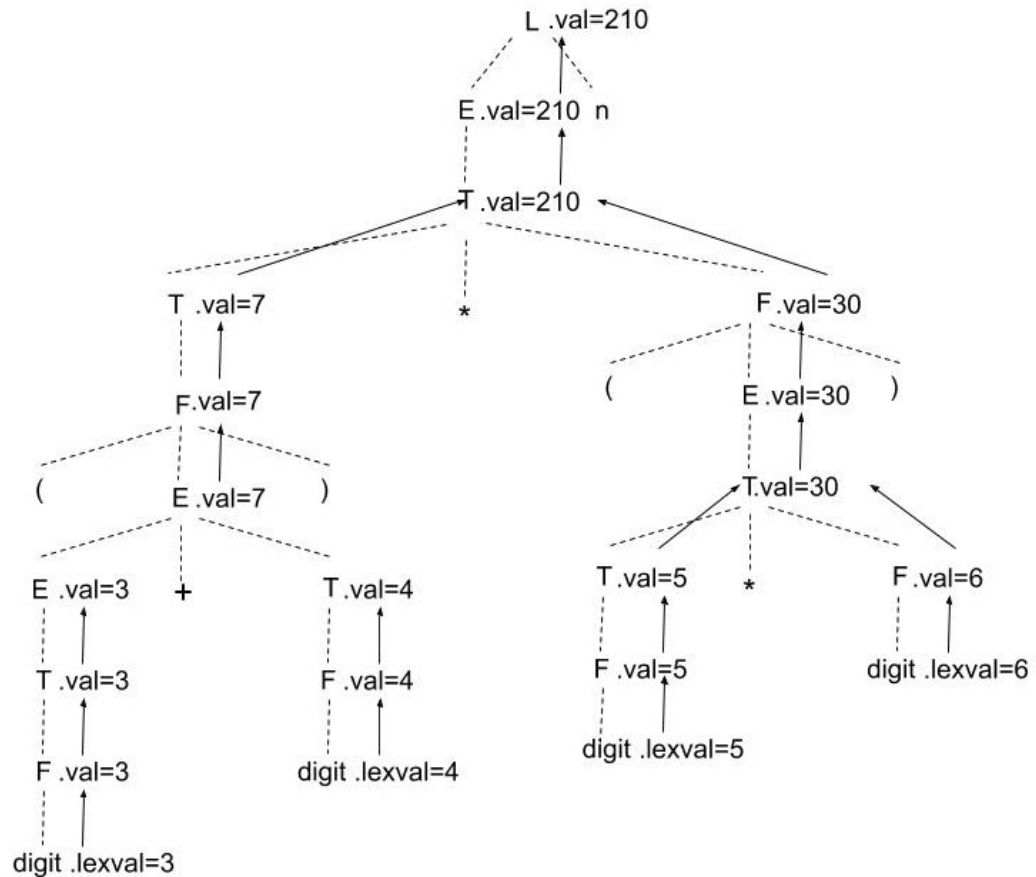 L .val=210
E .val=210 n
T .val=210
T .val=7 * F .val=30
( E .val=30 )
F.val=7
( E .val=7 ) T.val=30
E .val=3 + T .val=4 T .val=5 * F .val=6
T .val=3 F .val=4 F .val=5 digit .lexval=6
F .val=3 digit .lexval=4 digit .lexval=5
digit .lexval=3